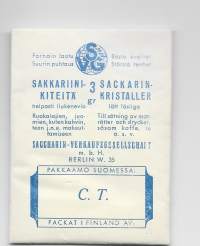 Parhain laatu
Bästa kvalitet
Suurin puhtaus
Största renhet
SVG
SAKKARIINI-
KITEITÄ
helposti liukenevia
3
gr
SACKARIN-
KRISTALLER
lätt lösliga
Ruokalajien, juo-
mien, kuten kahvin,
teen j.n.e. makeut-
tamiseen
Till sötning av mat-
rätter och drycker,
såsom kaffe, te
o. s. v.
SACCHARIN-VERKAUFSGESELLSCHAFT
m. b. H.
BERLIN W. 35
PAKKAAMO SUOMESSA:
C. T.
PACKAT I FINLAND AV: